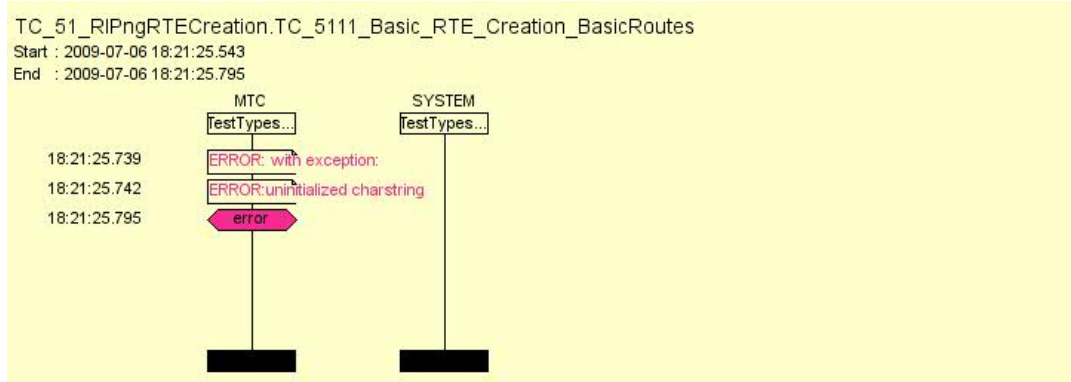 TC_51_RIPngRTECreation.TC_5111_Basic_RTE_Creation_BasicRoutes
Start : 2009-07-06 18:21:25.543
End : 2009-07-06 18:21:25.795
MTC SYSTEM
TestTypes... TestTypes...
18:21:25.739 ERROR: with exception:
18:21:25.742 ERROR:uninitialized charstring
18:21:25.795 error